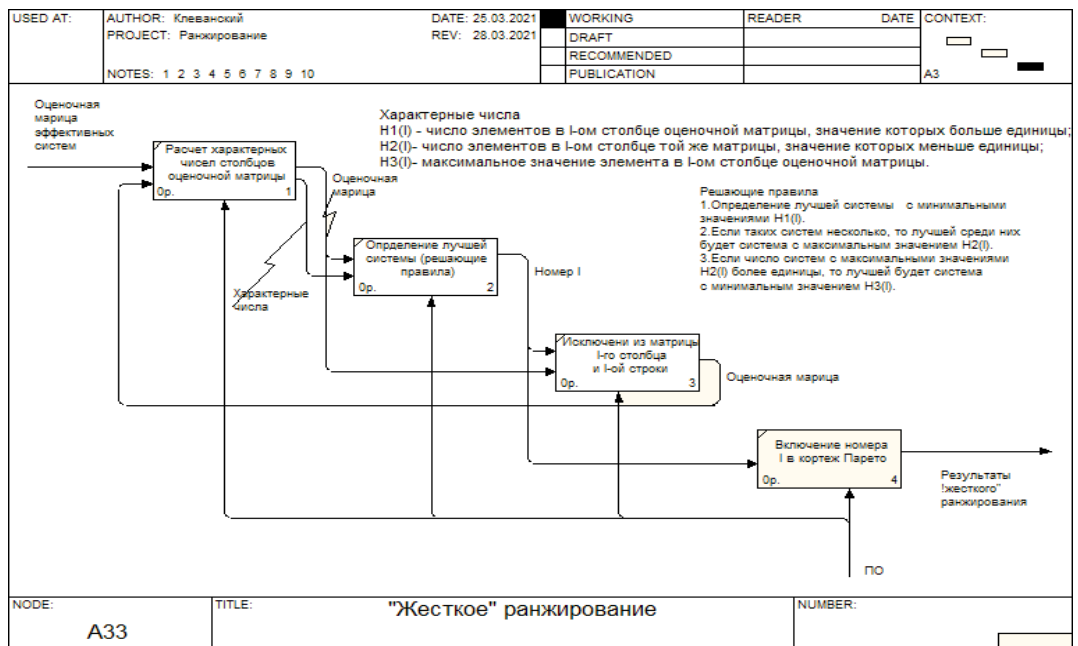 USED AT:
AUTHOR: Клеванский
DATE: 25.03.2021
PROJECT: Ранжирование
REV: 28.03.2021
NOTES: 1 2 3 4 5 6 7 8 9 10
WORKING
DRAFT
RECOMMENDED
PUBLICATION
READER
DATE
CONTEXT:
A3
Оценочная
марица
эффективных
систем
Характерные числа
H1(I) - число элементов в I-ом столбце оценочной матрицы, значение которых больше единицы;
H2(I)- число элементов в I-ом столбце той же матрицы, значение которых меньше единицы;
H3(I)- максимальное значение элемента в I-ом столбце оценочной матрицы.
Расчет характерных
чисел столбцов
оценочной матрицы
0р. 1
Оценочная
марица
Решающие правила
1.Определение лучшей системы с минимальными
значениями H1(I).
2.Если таких систем несколько, то лучшей среди них
будет система с максимальным значением H2(I).
3.Если число систем с максимальными значениями
H2(I) более единицы, то лучшей будет система
с минимальным значением H3(I).
Опрделение лучшей
системы (решающие
правила)
0р. 2
Номер I
Характерные
числа
Исключени из матрицы
I-го столбца
и I-ой строки
0р. 3
Оценочная марица
Включение номера
I в кортеж Парето
0р. 4
Результаты
!жесткого"
ранжирования
ПО
NODE:
A33
TITLE:
"Жесткое" ранжирование
NUMBER: